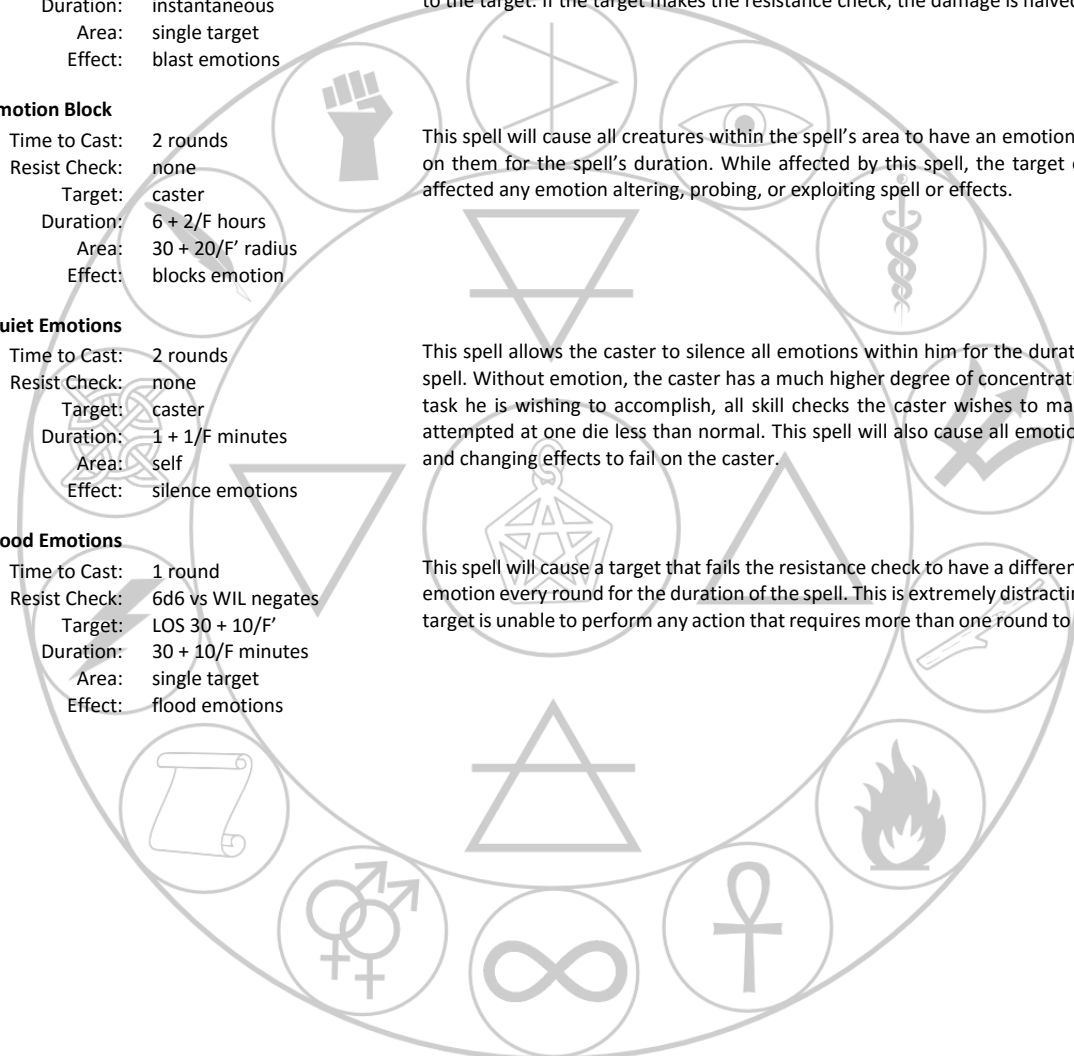 Duration: instantaneous
Area: single target
Effect: blast emotions
to the target. If the target makes the resistance check, the damage is halved
motion Block
Time to Cast: 2 rounds
Resist Check: none
Target: caster
Duration: 6 + 2/F hours
Area: 30 + 20/F’ radius
Effect: blocks emotion
This spell will cause all creatures within the spell’s area to have an emotion
on them for the spell’s duration. While affected by this spell, the target
affected any emotion altering, probing, or exploiting spell or effects.
uiet Emotions
Time to Cast: 2 rounds
Resist Check: none
Target: caster
Duration: 1 + 1/F minutes
Area: self
Effect: silence emotions
This spell allows the caster to silence all emotions within him for the durat
spell. Without emotion, the caster has a much higher degree of concentrati
task he is wishing to accomplish, all skill checks the caster wishes to ma
attempted at one die less than normal. This spell will also cause all emotio
and changing effects to fail on the caster.
ood Emotions
Time to Cast: 1 round
Resist Check: 6d6 vs WIL negates
Target: LOS 30 + 10/F’
Duration: 30 + 10/F minutes
Area: single target
Effect: flood emotions
This spell will cause a target that fails the resistance check to have a differen
emotion every round for the duration of the spell. This is extremely distractin
target is unable to perform any action that requires more than one round to